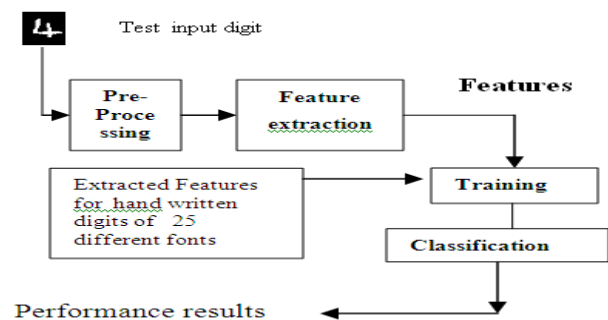 4
Test input digit
Pre-
Proce
ssing
Feature
extraction
Features
Extracted Features
for hand written
digits of 25
different fonts
Training
Classification
Performance results